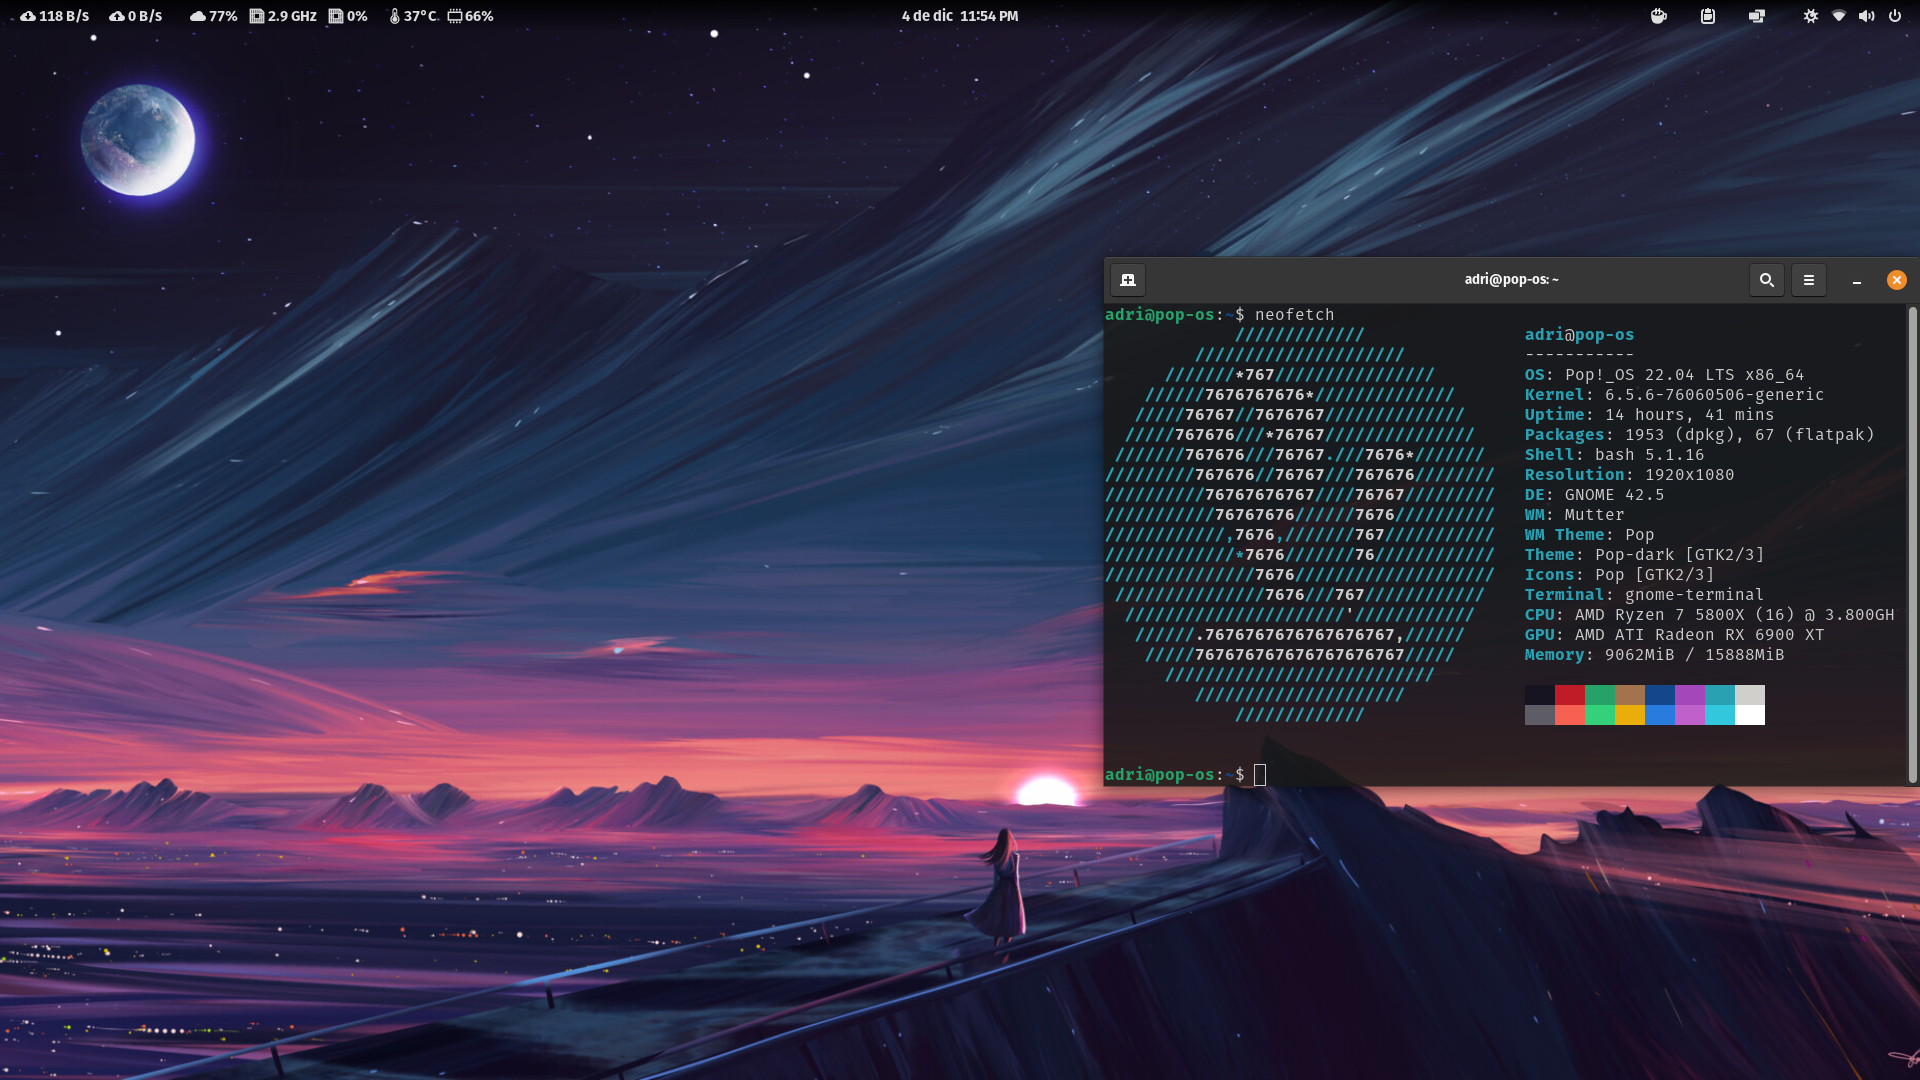 118 B/s 0 B/s 77% 2.9 GHz 0% 37°C 66%
4 de dic 11:54 PM
adri@pop-os: ~
adri@pop-os:~$ neofetch
/////////////
/////////////////////
///////*767////////////////
//////7676767676*//////////////
/////76767//7676767//////////////
/////767676///*76767///////////////
///////767676///76767.///7676*///////
/////////767676//76767///767676////////
//////////76767676767////76767/////////
///////////76767676//////7676//////////
////////////,7676,///////767///////////
/////////////*7676///////76////////////
///////////////7676////////////////////
///////////////7676///767////////////
//////////////////////'////////////
//////.7676767676767676767,//////
/////767676767676767676767/////
///////////////////////////
/////////////////////
/////////////
adri@pop-os
-----------
OS: Pop!_OS 22.04 LTS x86_64
Kernel: 6.5.6-76060506-generic
Uptime: 14 hours, 41 mins
Packages: 1953 (dpkg), 67 (flatpak)
Shell: bash 5.1.16
Resolution: 1920x1080
DE: GNOME 42.5
WM: Mutter
WM Theme: Pop
Theme: Pop-dark [GTK2/3]
Icons: Pop [GTK2/3]
Terminal: gnome-terminal
CPU: AMD Ryzen 7 5800X (16) @ 3.800GH
GPU: AMD ATI Radeon RX 6900 XT
Memory: 9062MiB / 15888MiB
adri@pop-os:~$